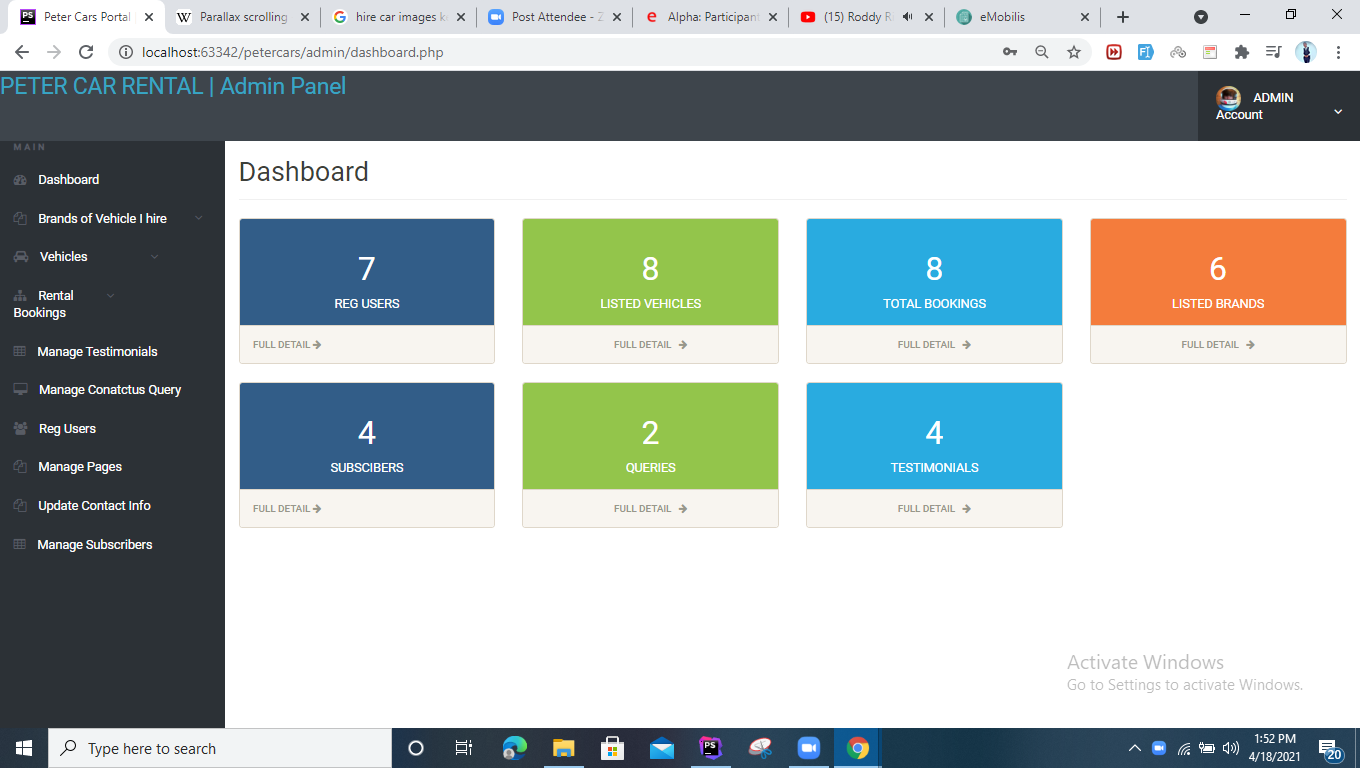 PS Peter Cars Portal
W Parallax scrolling
G hire car images k
Post Attendee - Z
e Alpha: Participant
(15) Roddy R
eMobilis
localhost:63342/petercars/admin/dashboard.php
PETER CAR RENTAL | Admin Panel
ADMIN
Account
MAIN
Dashboard
Brands of Vehicle I hire
Vehicles
Rental
Bookings
Manage Testimonials
Manage Conatctus Query
Reg Users
Manage Pages
Update Contact Info
Manage Subscribers
Dashboard
7
REG USERS
FULL DETAIL
8
LISTED VEHICLES
FULL DETAIL
8
TOTAL BOOKINGS
FULL DETAIL
6
LISTED BRANDS
FULL DETAIL
4
SUBSCIBERS
FULL DETAIL
2
QUERIES
FULL DETAIL
4
TESTIMONIALS
FULL DETAIL
Activate Windows
Go to Settings to activate Windows.
Type here to search
PS
1:52 PM
4/18/2021
20